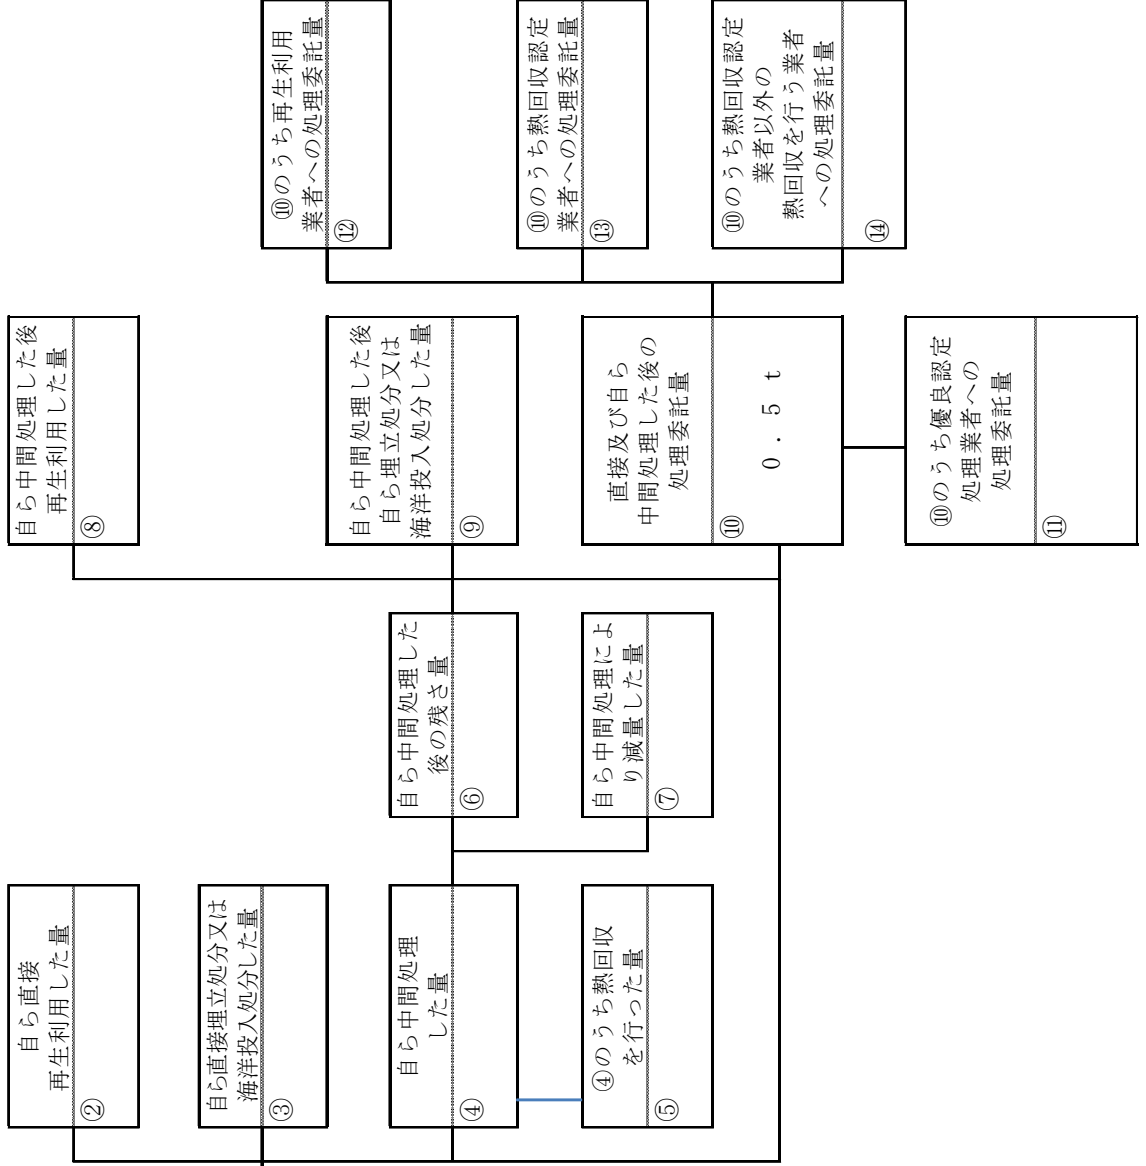 自ら直接
再生利用した量
②
自ら直接埋立処分又は
海洋投入処分した量
③
自ら中間処理
した量
④
④のうち熱回収
を行った量
⑤
自ら中間処理した
後の残さ量
⑥
自ら中間処理によ
り減量した量
⑦
自ら中間処理した後
再生利用した量
⑧
自ら中間処理した後
自ら埋立処分又は
海洋投入処分した量
⑨
直接及び自ら
中間処理した後の
処理委託量
⑩
0.5t
⑩のうち優良認定
処理業者への
処理委託量
⑪
⑩のうち再生利用
業者への処理委託量
⑫
⑩のうち熱回収認定
業者への処理委託量
⑬
⑩のうち熱回収認定
業者以外の
熱回収を行う業者
への処理委託量
⑭